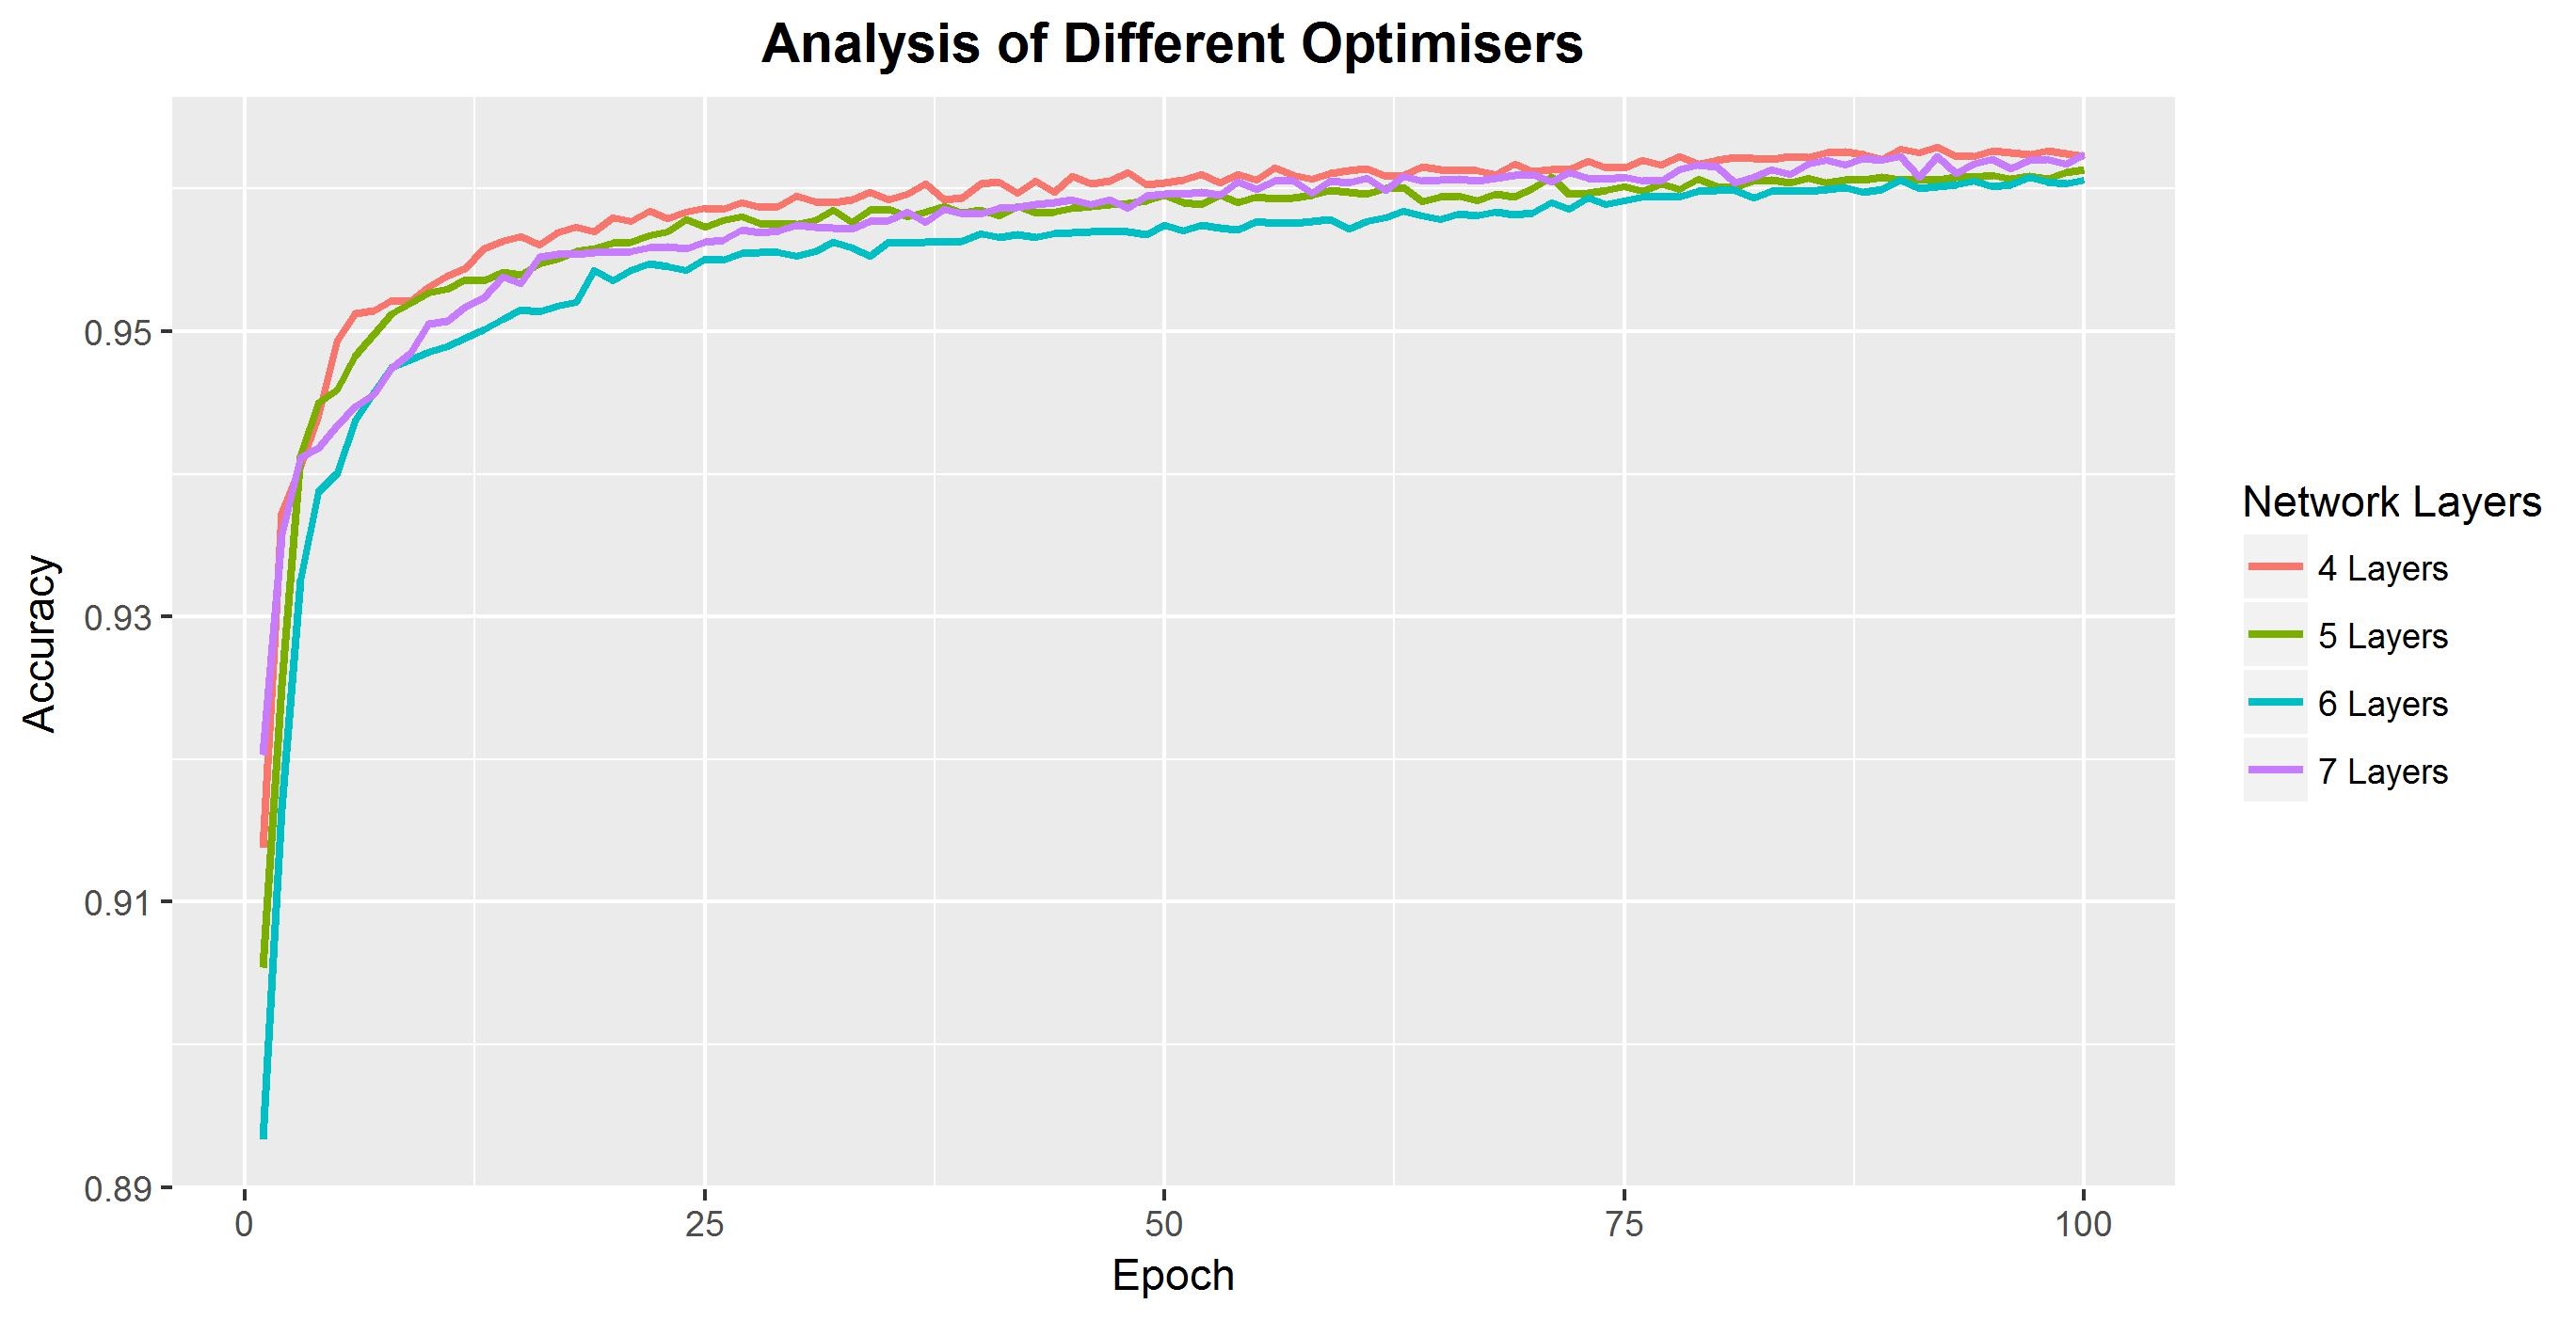 Analysis of Different Optimisers
Accuracy
0.95
0.93
0.91
0.89
0 25 50 75 100
Epoch
Network Layers
4 Layers
5 Layers
6 Layers
7 Layers